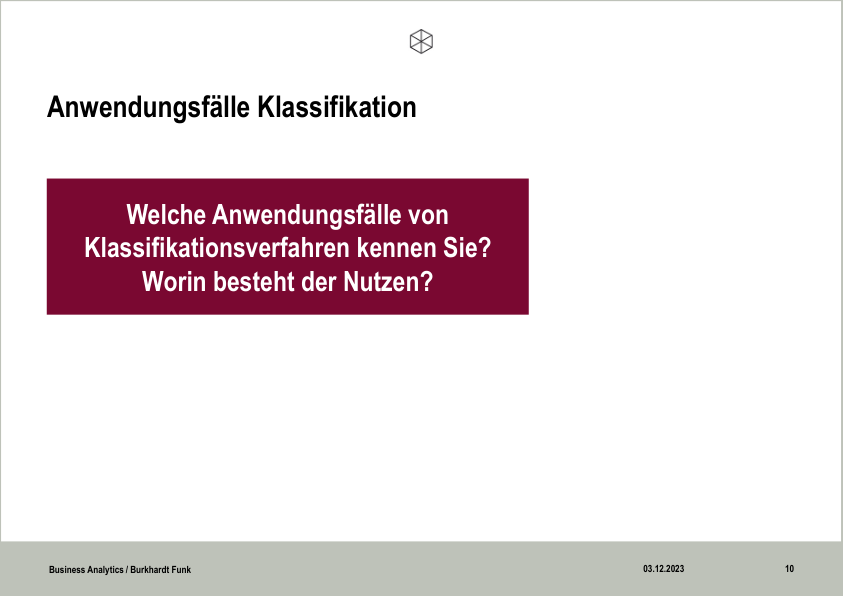 Anwendungsfälle Klassifikation
Welche Anwendungsfälle von
Klassifikationsverfahren kennen Sie?
Worin besteht der Nutzen?
Business Analytics / Burkhardt Funk
03.12.2023
10